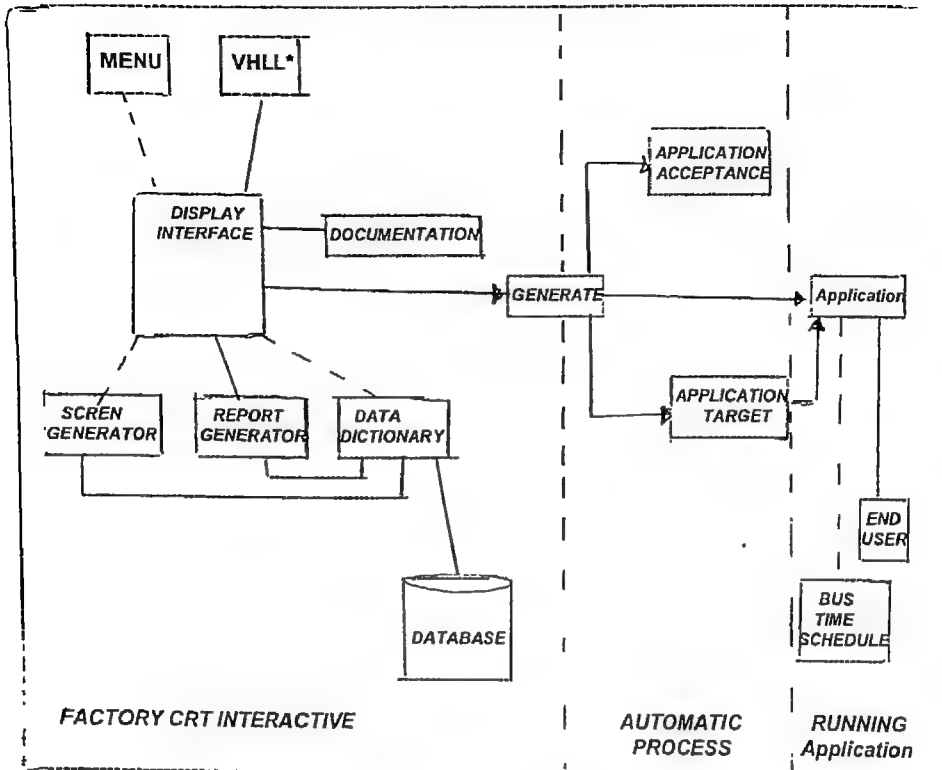 MENU
VHLL*
DISPLAY
INTERFACE
DOCUMENTATION
APPLICATION
ACCEPTANCE
GENERATE
Application
SCREN
GENERATOR
REPORT
GENERATOR
DATA
DICTIONARY
APPLICATION
TARGET
END
USER
DATABASE
BUS
TIME
SCHEDULE
FACTORY CRT INTERACTIVE
AUTOMATIC
PROCESS
RUNNING
Application